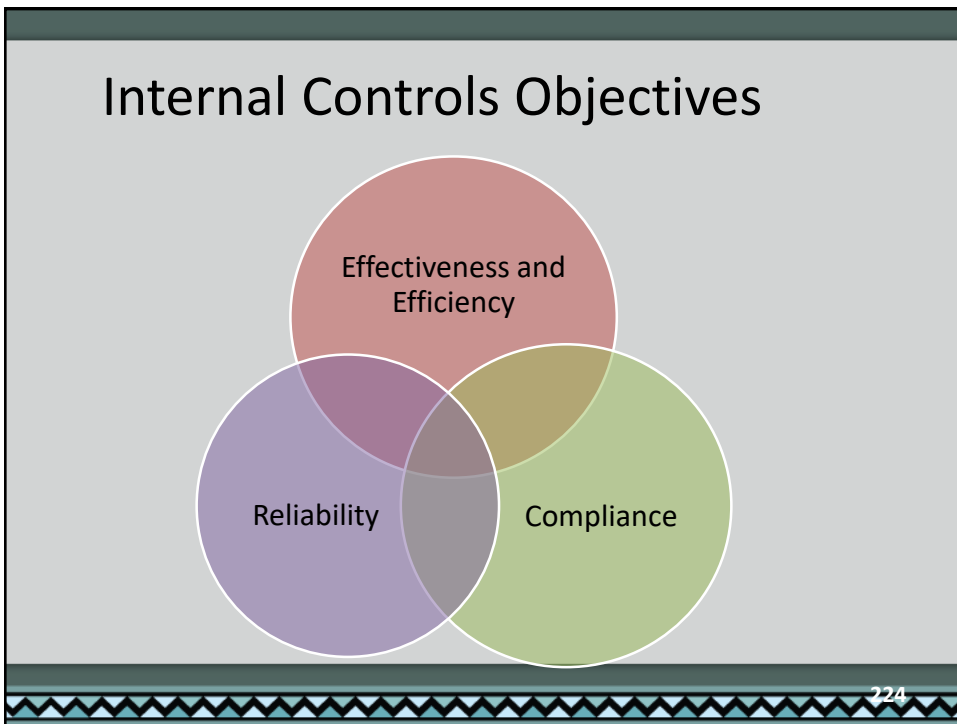 Internal Controls Objectives
Effectiveness and
Efficiency
Reliability
Compliance
224